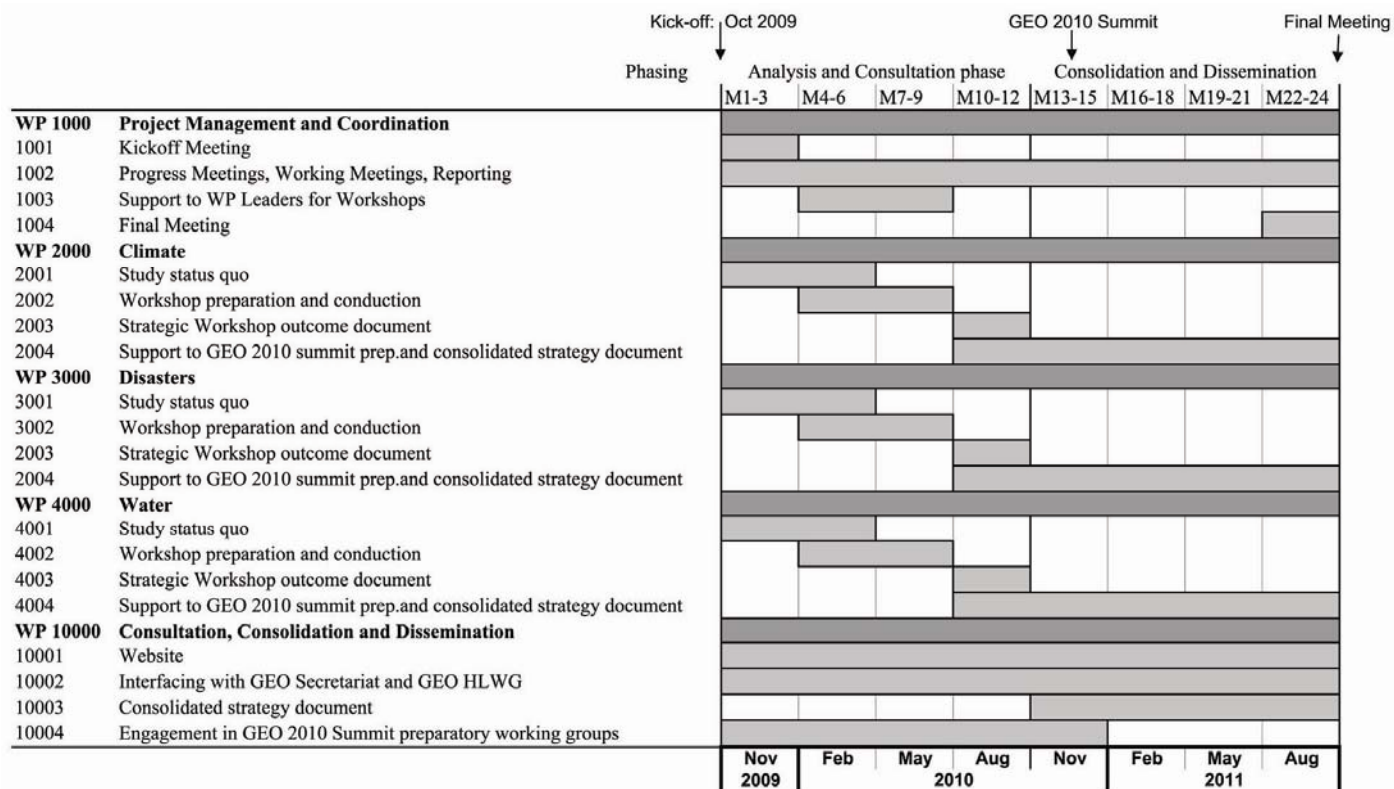 Kick-off: Oct 2009 GEO 2010 Summit Final Meeting
Phasing Analysis and Consultation phase Consolidation and Dissemination
M1-3 M4-6 M7-9 M10-12 M13-15 M16-18 M19-21 M22-24
WP 1000 Project Management and Coordination
1001 Kickoff Meeting
1002 Progress Meetings, Working Meetings, Reporting
1003 Support to WP Leaders for Workshops
1004 Final Meeting
WP 2000 Climate
2001 Study status quo
2002 Workshop preparation and conduction
2003 Strategic Workshop outcome document
2004 Support to GEO 2010 summit prep.and consolidated strategy document
WP 3000 Disasters
3001 Study status quo
3002 Workshop preparation and conduction
2003 Strategic Workshop outcome document
2004 Support to GEO 2010 summit prep.and consolidated strategy document
WP 4000 Water
4001 Study status quo
4002 Workshop preparation and conduction
4003 Strategic Workshop outcome document
4004 Support to GEO 2010 summit prep.and consolidated strategy document
WP 10000 Consultation, Consolidation and Dissemination
10001 Website
10002 Interfacing with GEO Secretariat and GEO HLWG
10003 Consolidated strategy document
10004 Engagement in GEO 2010 Summit preparatory working groups
Nov Feb May Aug Nov Feb May Aug
2009 2010 2011